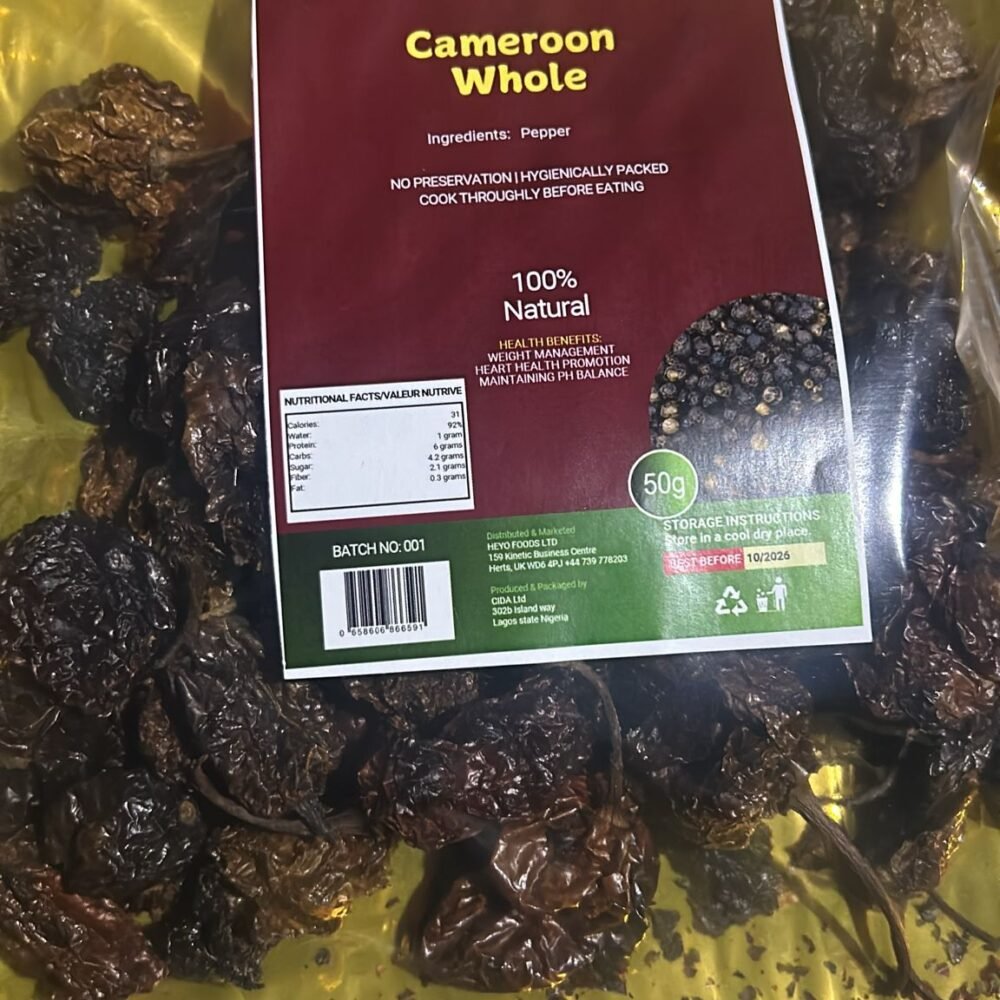 Cameroon
Whole
Ingredients: Pepper
NO PRESERVATION | HYGIENICALLY PACKED
COOK THROUGHLY BEFORE EATING
100%
Natural
HEALTH BENEFITS:
WEIGHT MANAGEMENT
HEART HEALTH PROMOTION
MAINTAINING PH BALANCE
NUTRITIONAL FACTS/VALEUR NUTRIVE
31
Calories: 92%
Water: 1 gram
Protein: 6 grams
Carbs: 4.2 grams
Sugar: 2.1 grams
Fiber: 0.3 grams
Fat:
50g
BATCH NO: 001
0 658606 866591
Distributed & Marketed
HEYO FOODS LTD
159 Kinetic Business Centre
Herts, UK WD6 4PJ +44 739 778203
Produced & Packaged by
CIDA Ltd
302b Island way
Lagos state Nigeria
STORAGE INSTRUCTIONS
Store in a cool dry place.
BEST BEFORE 10/2026